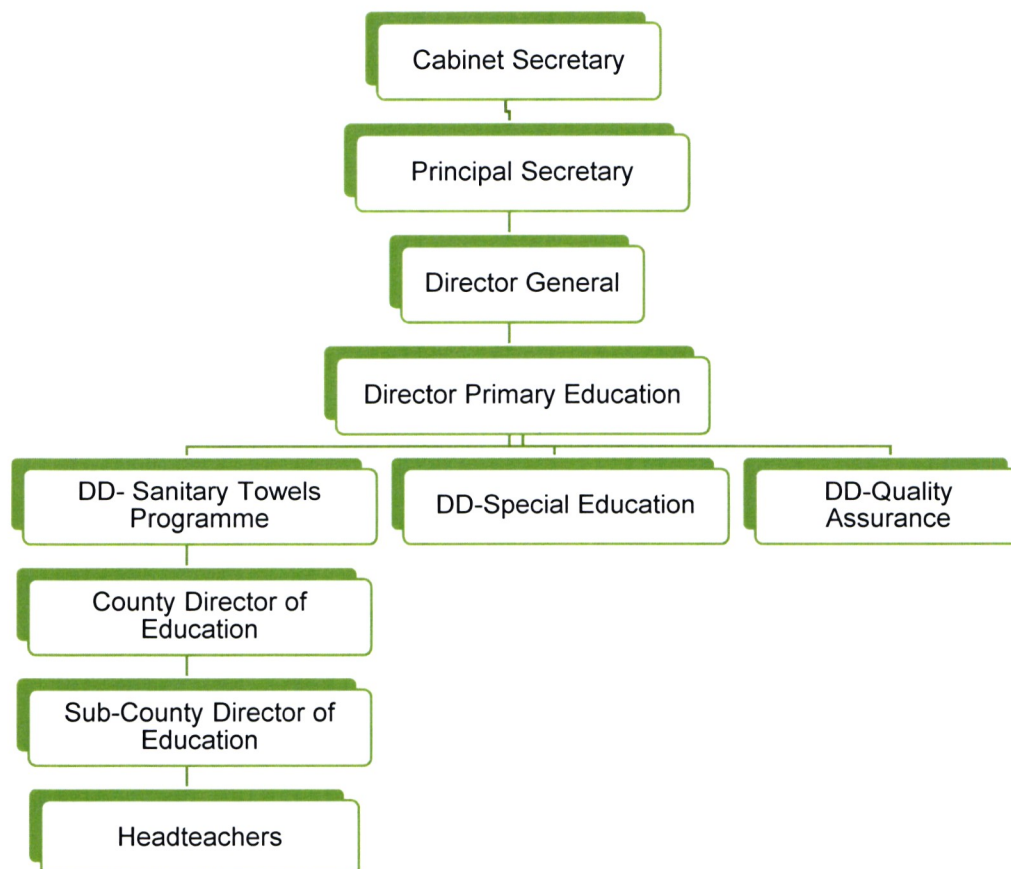 Cabinet Secretary
Principal Secretary
Director General
Director Primary Education
DD- Sanitary Towels
Programme
DD-Special Education
DD-Quality
Assurance
County Director of
Education
Sub-County Director of
Education
Headteachers